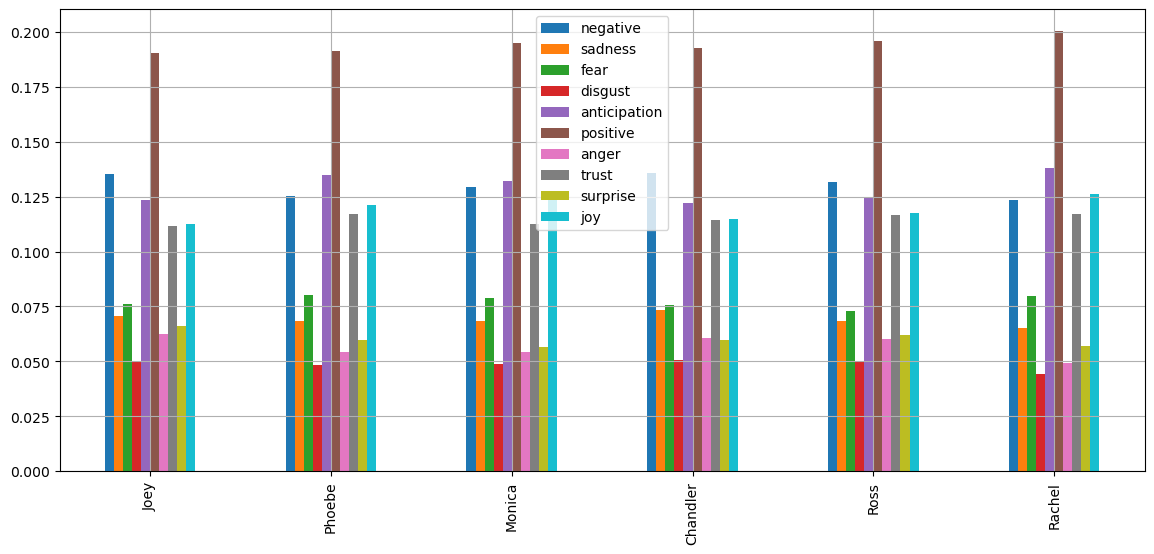 0.200
0.175
0.150
0.125
0.100
0.075
0.050
0.025
0.000
negative
sadness
fear
disgust
anticipation
positive
anger
trust
surprise
joy
Joey
Phoebe
Monica
Chandler
Ross
Rachel